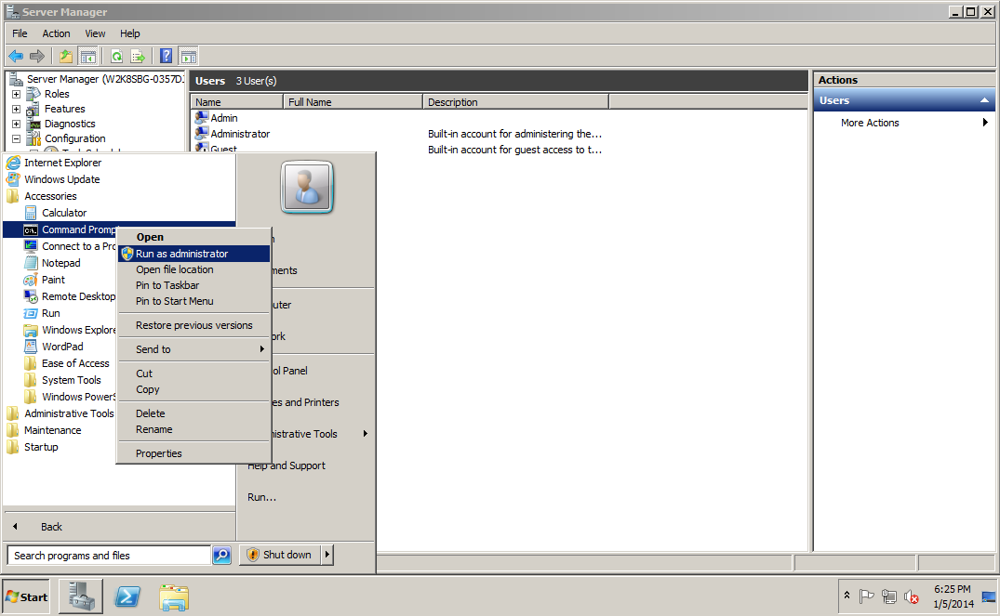 Server Manager
File Action View Help
Server Manager (W2K8SBG-0357D.
Roles
Features
Diagnostics
Configuration
Users 3 User(s)
Name Full Name Description
Admin
Administrator Built-in account for administering the...
Guest Built-in account for guest access to t...
Actions
Users
More Actions
Internet Explorer
Windows Update
Accessories
Calculator
Command Promp
Connect to a Pro
Notepad
Paint
Remote Desktop
Run
Windows Explore
WordPad
Ease of Access
System Tools
Windows PowerS
Administrative Tools
Maintenance
Startup
Back
Search programs and files
Open
Run as administrator
Open file location
Pin to Taskbar
Pin to Start Menu
Restore previous versions
Send to
Cut
Copy
Delete
Rename
Properties
n
ments
uter
ork
ol Panel
es and Printers
nistrative Tools
Help and Support
Run...
Shut down
Start
6:25 PM
1/5/2014